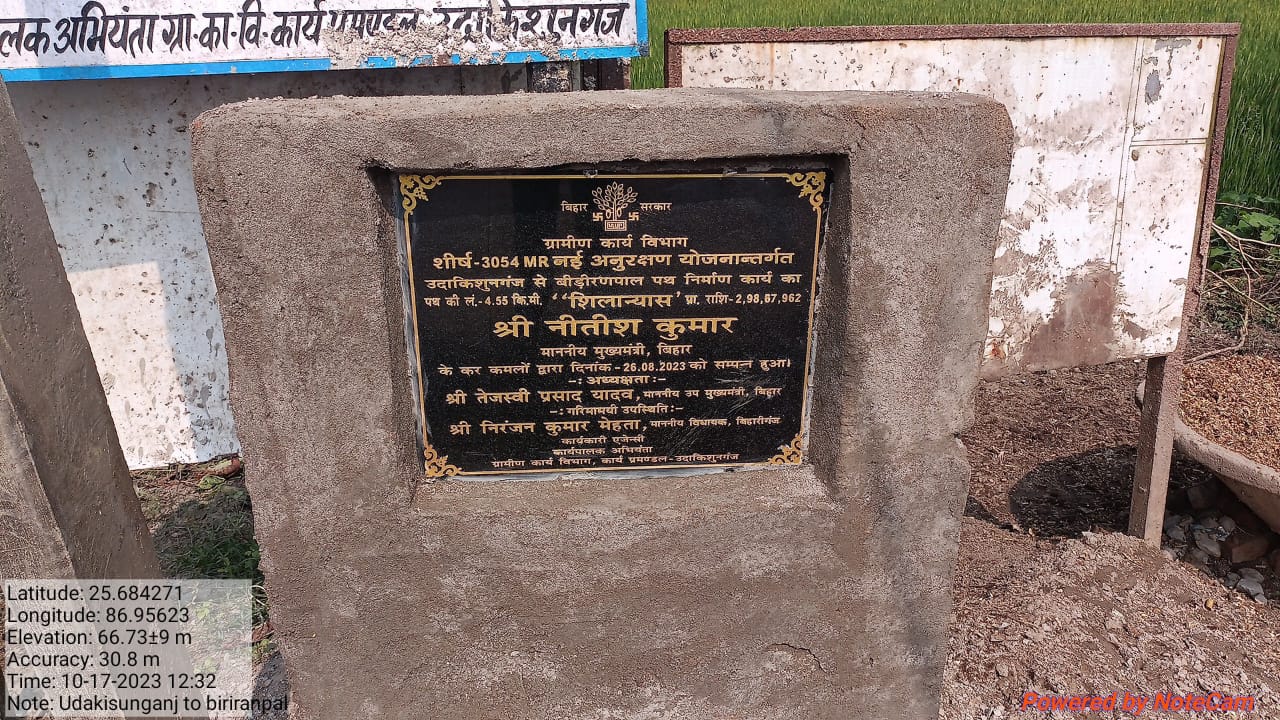 लक अभियंता ग्रा०का०वि०कार्य
बिहार सरकार
ग्रामीण कार्य विभाग
शीर्ष-3054 MR नई अनुरक्षण योजनान्तर्गत
उदाकिशुनगंज से बीड़ीरणपाल पथ निर्माण कार्य का
पथ की लं.-4.55 कि.मी. ''शिलान्यास' प्रा. राशि-2,98,67,962
श्री नीतीश कुमार
माननीय मुख्यमंत्री, बिहार
के कर कमलों द्वारा दिनांक-26.08.2023 को सम्पन्न हुआ।
-: अध्यक्षता :-
श्री तेजस्वी प्रसाद यादव, माननीय उप मुख्यमंत्री, बिहार
-: गरिमामयी उपस्थिति :-
श्री निरंजन कुमार मेहता, माननीय विधायक, बिहारीगंज
कार्यकारी एजेन्सी
कार्यपालक अभियंता
ग्रामीण कार्य विभाग, कार्य प्रमण्डल-उदाकिशुनगंज
Latitude: 25.684271
Longitude: 86.95623
Elevation: 66.73±9 m
Accuracy: 30.8 m
Time: 10-17-2023 12:32
Note: Udakisunganj to biriranpal
Powered by NoteCam